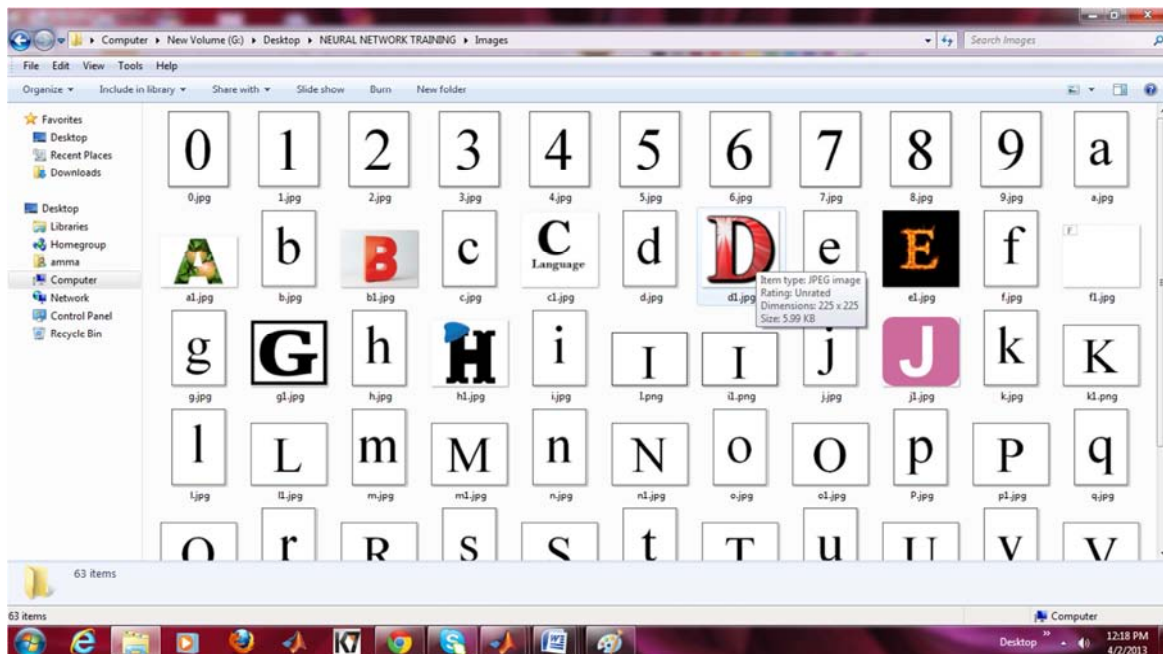 Computer ▸ New Volume (G:) ▸ Desktop ▸ NEURAL NETWORK TRAINING ▸ Images
Search Images
File Edit View Tools Help
Organize Include in library Share with Slide show Burn New folder
Favorites
Desktop
Recent Places
Downloads
Desktop
Libraries
Homegroup
amma
Computer
Network
Control Panel
Recycle Bin
0 1 2 3 4 5 6 7 8 9 a
0.jpg 1.jpg 2.jpg 3.jpg 4.jpg 5.jpg 6.jpg 7.jpg 8.jpg 9.jpg a.jpg
A b B c C Language d D e E f F
a1.jpg b.jpg b1.jpg c.jpg c1.jpg d.jpg d1.jpg e1.jpg f.jpg f1.jpg
Item type: JPEG image
Rating: Unrated
Dimensions: 225 x 225
Size: 5.99 KB
g G h H i I I j J k K
g.jpg g1.jpg h.jpg h1.jpg i.jpg I.png i1.png j.jpg j1.jpg k.jpg k1.png
l L m M n N o O p P q
l.jpg l1.jpg m.jpg m1.jpg n.jpg n1.jpg o.jpg o1.jpg P.jpg p1.jpg q.jpg
Q r R s S t T u U v V
63 items
63 items
Computer
K7
Desktop
12:18 PM
4/2/2013